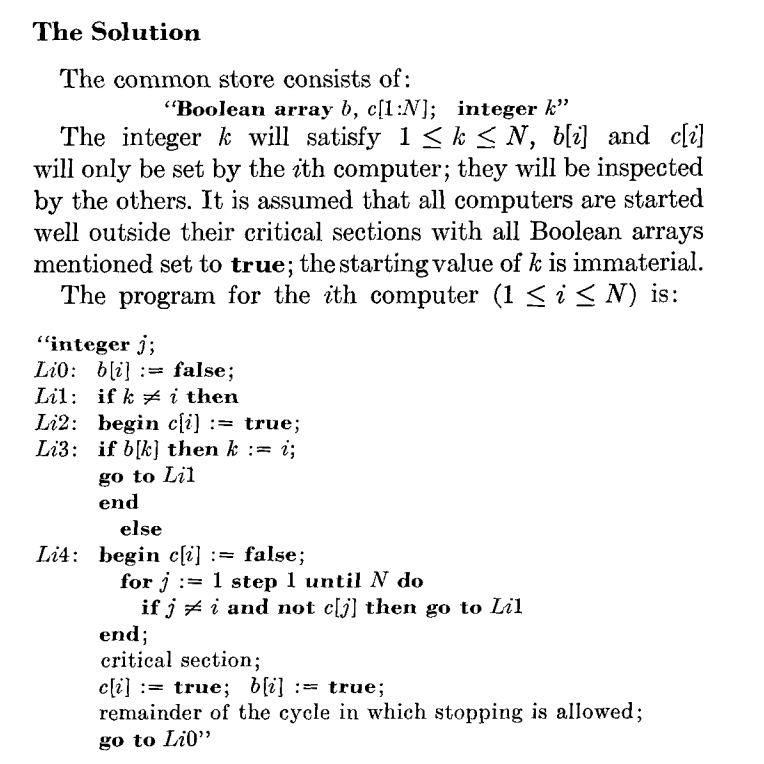 The Solution
The common store consists of:
“Boolean array b, c[1:N]; integer k”
The integer k will satisfy 1 ≤ k ≤ N, b[i] and c[i]
will only be set by the ith computer; they will be inspected
by the others. It is assumed that all computers are started
well outside their critical sections with all Boolean arrays
mentioned set to true; the starting value of k is immaterial.
The program for the ith computer (1 ≤ i ≤ N) is:
“integer j;
Li0: b[i] := false;
Li1: if k ≠ i then
Li2: begin c[i] := true;
Li3: if b[k] then k := i;
go to Li1
end
else
Li4: begin c[i] := false;
for j := 1 step 1 until N do
if j ≠ i and not c[j] then go to Li1
end;
critical section;
c[i] := true; b[i] := true;
remainder of the cycle in which stopping is allowed;
go to Li0”